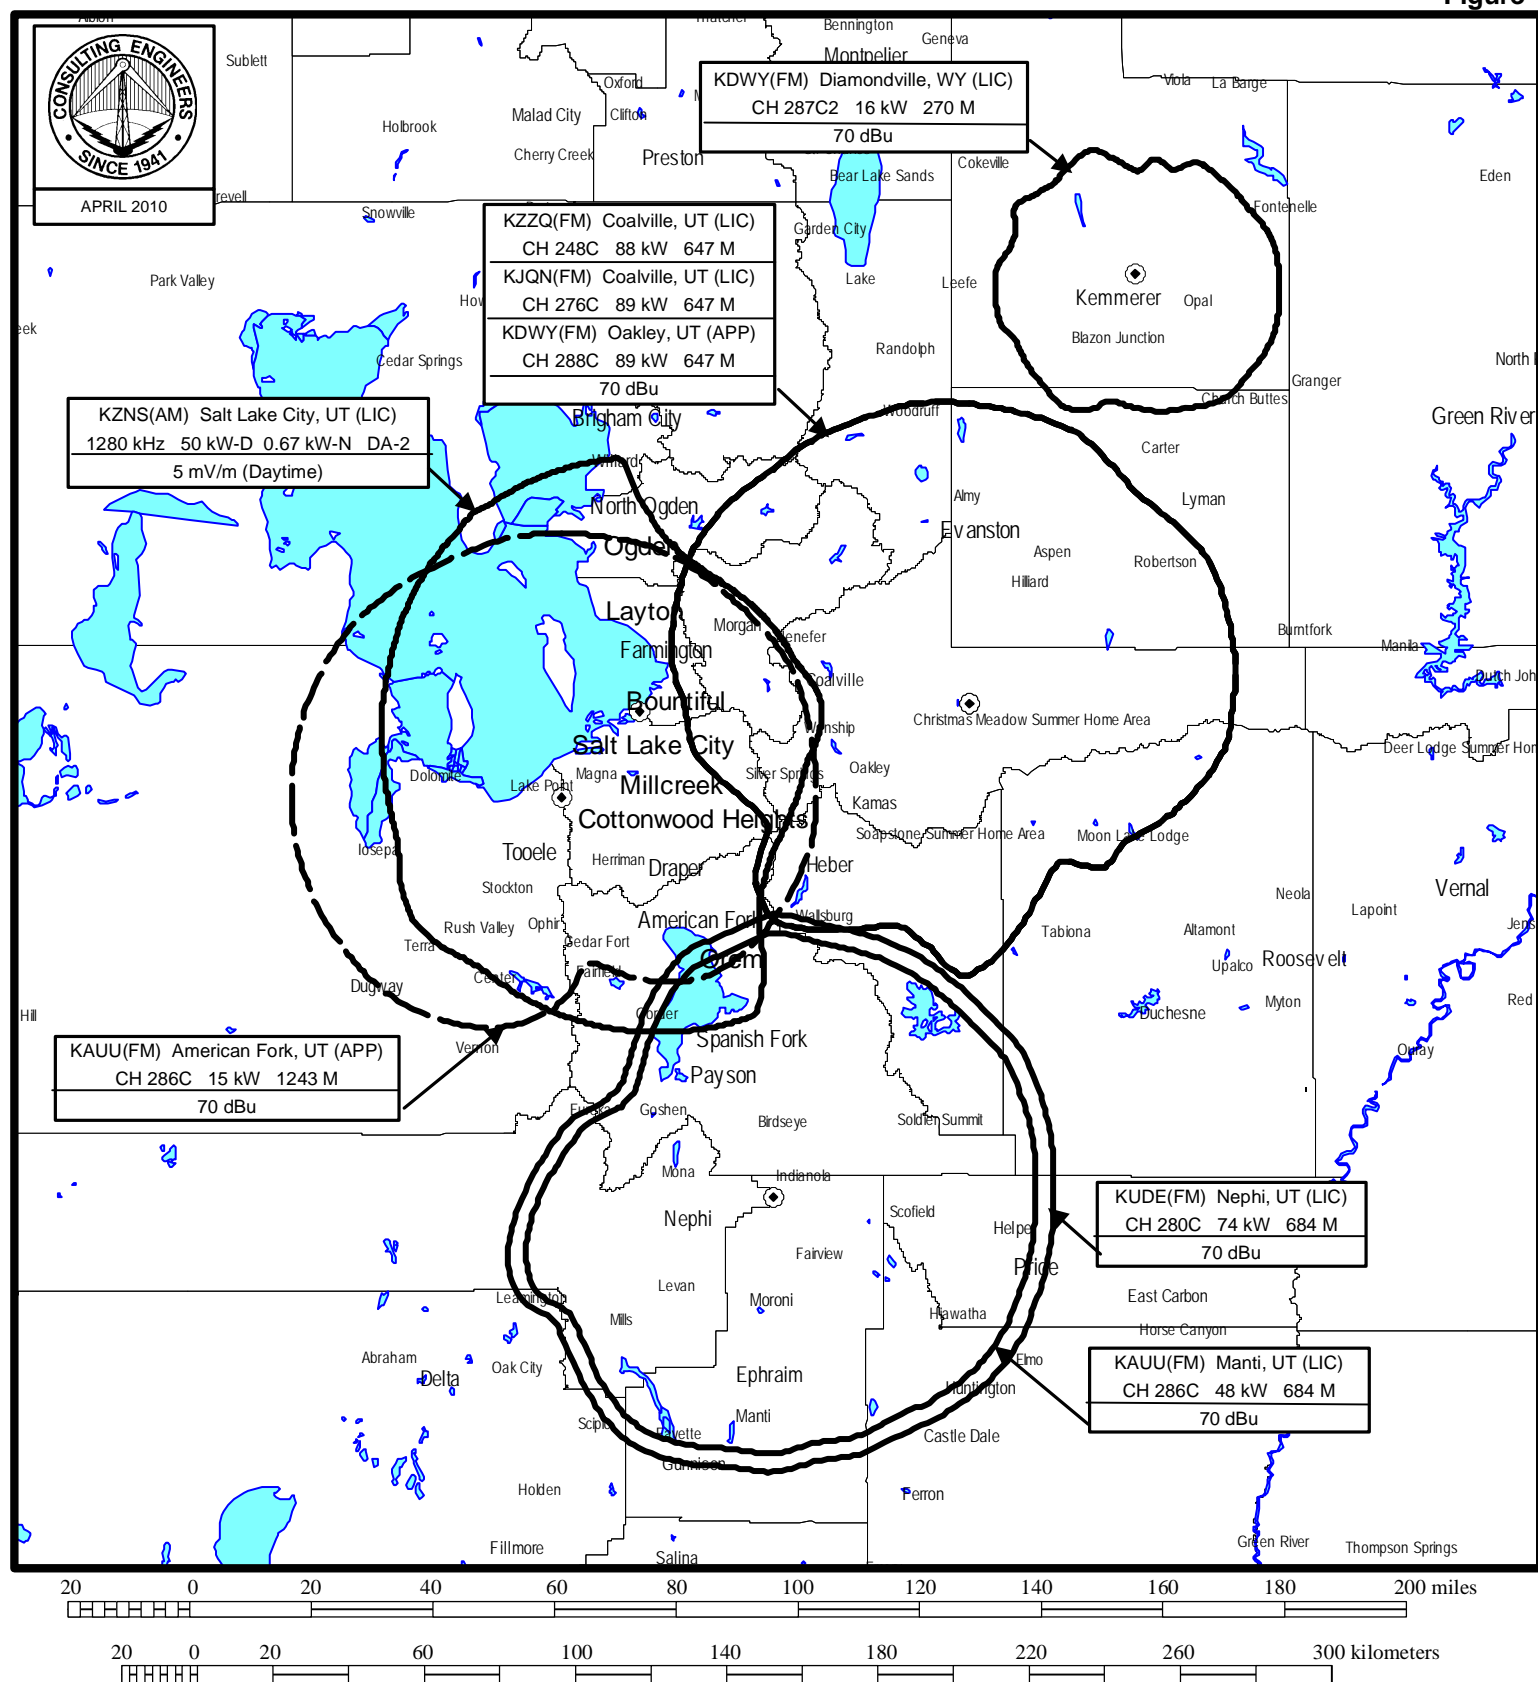 Figure
CONSULTING ENGINEERS
• SINCE 1941 •
APRIL 2010
KDWY(FM) Diamondville, WY (LIC)
CH 287C2 16 kW 270 M
70 dBu
KZZQ(FM) Coalville, UT (LIC)
CH 248C 88 kW 647 M
KJQN(FM) Coalville, UT (LIC)
CH 276C 89 kW 647 M
KDWY(FM) Oakley, UT (APP)
CH 288C 89 kW 647 M
70 dBu
KZNS(AM) Salt Lake City, UT (LIC)
1280 kHz 50 kW-D 0.67 kW-N DA-2
5 mV/m (Daytime)
KAUU(FM) American Fork, UT (APP)
CH 286C 15 kW 1243 M
70 dBu
KUDE(FM) Nephi, UT (LIC)
CH 280C 74 kW 684 M
70 dBu
KAUU(FM) Manti, UT (LIC)
CH 286C 48 kW 684 M
70 dBu
Bennington
Geneva
Montpelier
Sublett
Oxford
Viola
La Barge
Malad City
Clifton
Holbrook
Cherry Creek
Preston
Cokeville
Bear Lake Sands
Eden
Snowville
Fontenelle
Garden City
Park Valley
Lake
Leefe
Kemmerer
Opal
Blazon Junction
Cedar Springs
Randolph
Granger
Church Buttes
Woodruff
Brigham City
Green River
Carter
Willard
Almy
Lyman
North Ogden
Evanston
Ogden
Aspen
Robertson
Hilliard
Layton
Morgan
Henefer
Burntfork
Manila
Farmington
Coalville
Dutch Joh
Bountiful
Christmas Meadow Summer Home Area
Wanship
Salt Lake City
Deer Lodge Summer Hom
Dolomite
Lake Point
Magna
Millcreek
Silver Springs
Oakley
Kamas
Cottonwood Heights
Soapstone Summer Home Area
Moon Lake Lodge
Iosepa
Tooele
Herriman
Draper
Heber
Stockton
Neola
Vernal
Lapoint
Rush Valley
Ophir
American Fork
Wallsburg
Tabiona
Altamont
Jens
Terra
Cedar Fort
Orem
Upalco
Roosevelt
Center
Fairfield
Dugway
Myton
Red
Hill
Duchesne
Spanish Fork
Vernon
Ouray
Payson
Eureka
Goshen
Birdseye
Soldier Summit
Mona
Indianola
Nephi
Scofield
Helper
Fairview
Price
Levan
Leamington
Moroni
East Carbon
Mills
Hiawatha
Horse Canyon
Abraham
Oak City
Elmo
Delta
Ephraim
Huntington
Manti
Scipio
Fayette
Castle Dale
Gunnison
Holden
Ferron
Fillmore
Salina
Green River
Thompson Springs
20 0 20 40 60 80 100 120 140 160 180 200 miles
20 0 20 60 100 140 180 220 260 300 kilometers